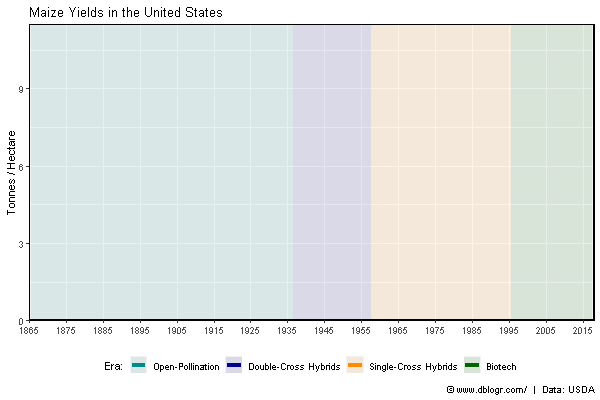 Maize Yields in the United States
Tonnes / Hectare
9
6
3
0
1865 1875 1885 1895 1905 1915 1925 1935 1945 1955 1965 1975 1985 1995 2005 2015
Era: Open-Pollination Double-Cross Hybrids Single-Cross Hybrids Biotech
© www.dblogr.com/ | Data: USDA